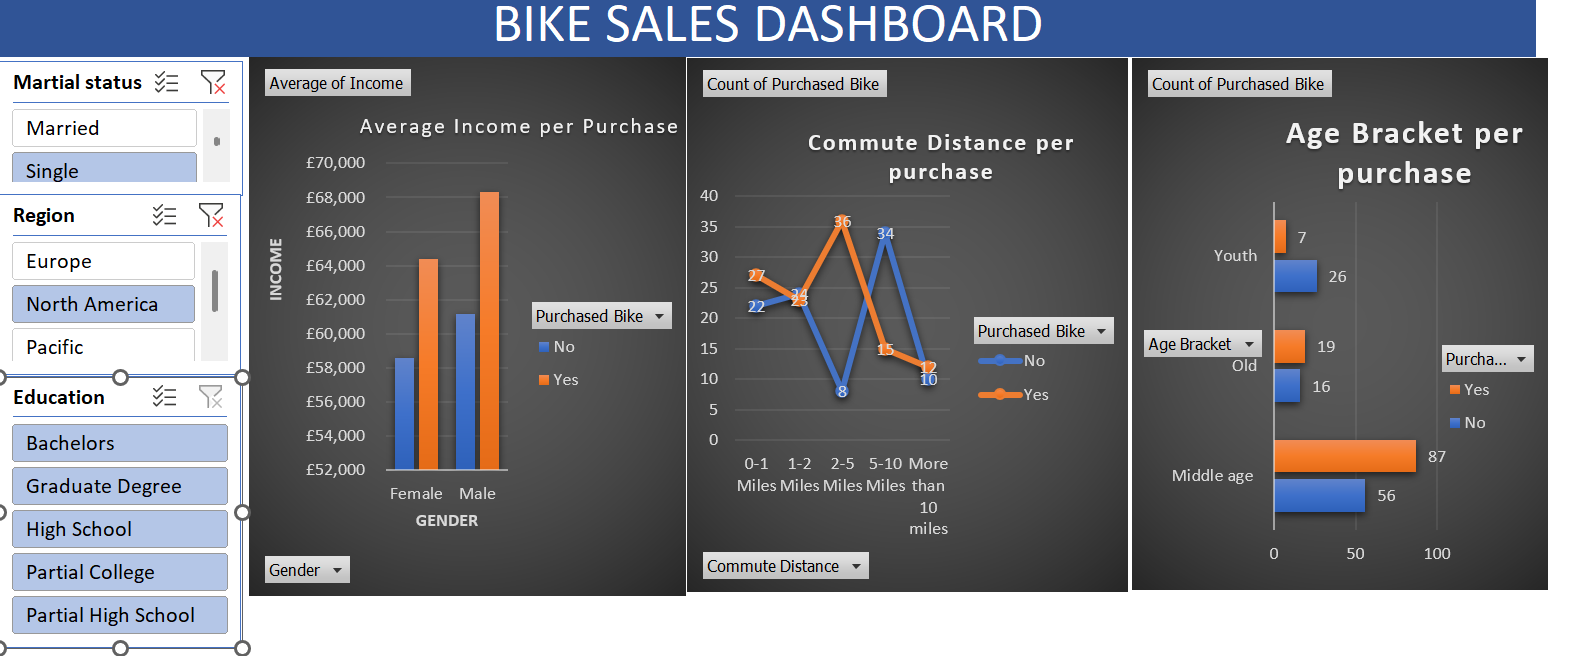 BIKE SALES DASHBOARD
Martial status
Married
Single
Region
Europe
North America
Pacific
Education
Bachelors
Graduate Degree
High School
Partial College
Partial High School
Average of Income
Average Income per Purchase
£70,000
£68,000
£66,000
£64,000
£62,000
£60,000
£58,000
£56,000
£54,000
£52,000
INCOME
Female Male
GENDER
Purchased Bike
No
Yes
Gender
Count of Purchased Bike
Commute Distance per
purchase
40
35
30
25
20
15
10
5
0
27
22
24
23
36
8
34
15
12
10
0-1 1-2 2-5 5-10 More
Miles Miles Miles Miles than
10
miles
Purchased Bike
No
Yes
Commute Distance
Count of Purchased Bike
Age Bracket per
purchase
Youth
7
26
Age Bracket
Old
19
16
Middle age
87
56
0 50 100
Purcha...
Yes
No